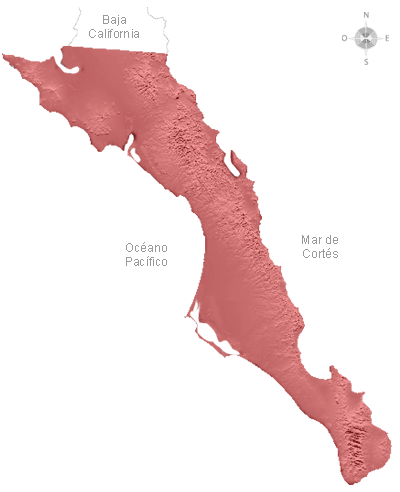 Baja
California
N
O
E
S
Océano
Pacífico
Mar de
Cortés